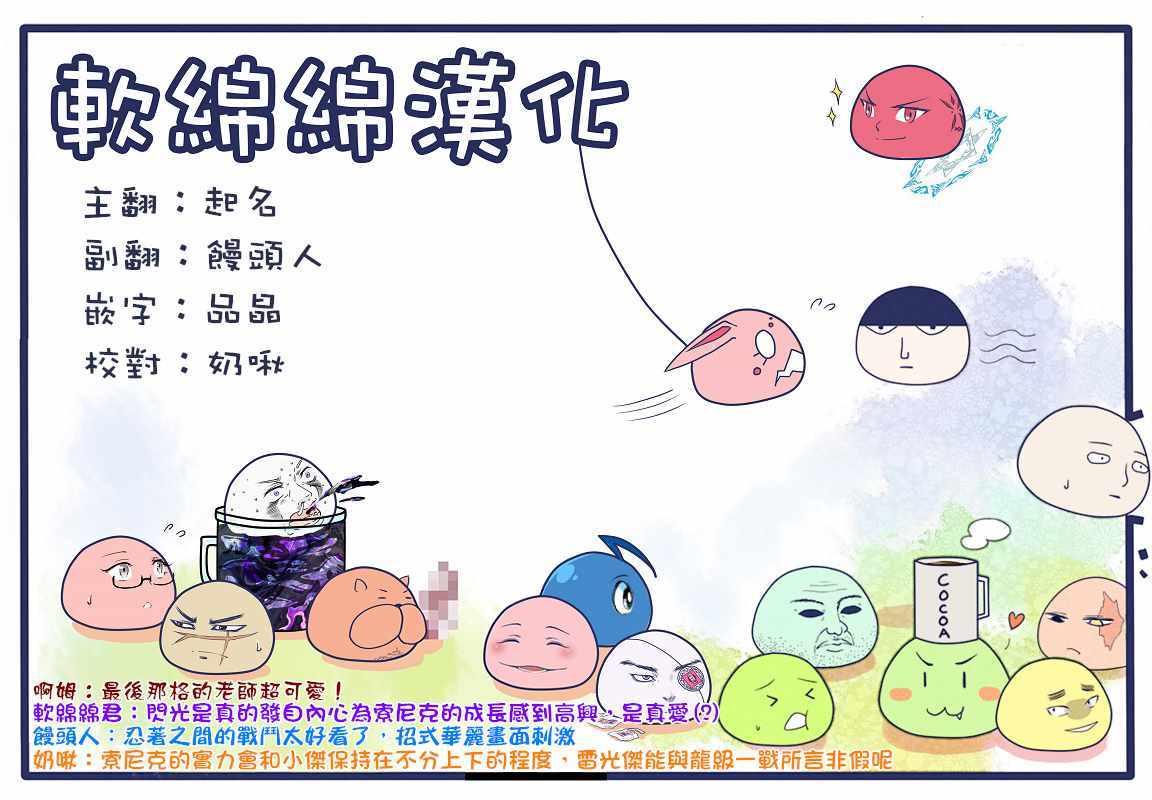 軟綿綿漢化
主翻：起名
副翻：饅頭人
嵌字：品晶
校對：奶啾
COCOA
啊姆：最後那格的老師超可愛！
軟綿綿君：閃光是真的發自內心為索尼克的成長感到高興，是真愛(?)
饅頭人：忍者之間的戰鬥太好看了，招式華麗畫面刺激
奶啾：索尼克的實力會和小傑保持在不分上下的程度，雷光傑能與龍級一戰所言非假呢